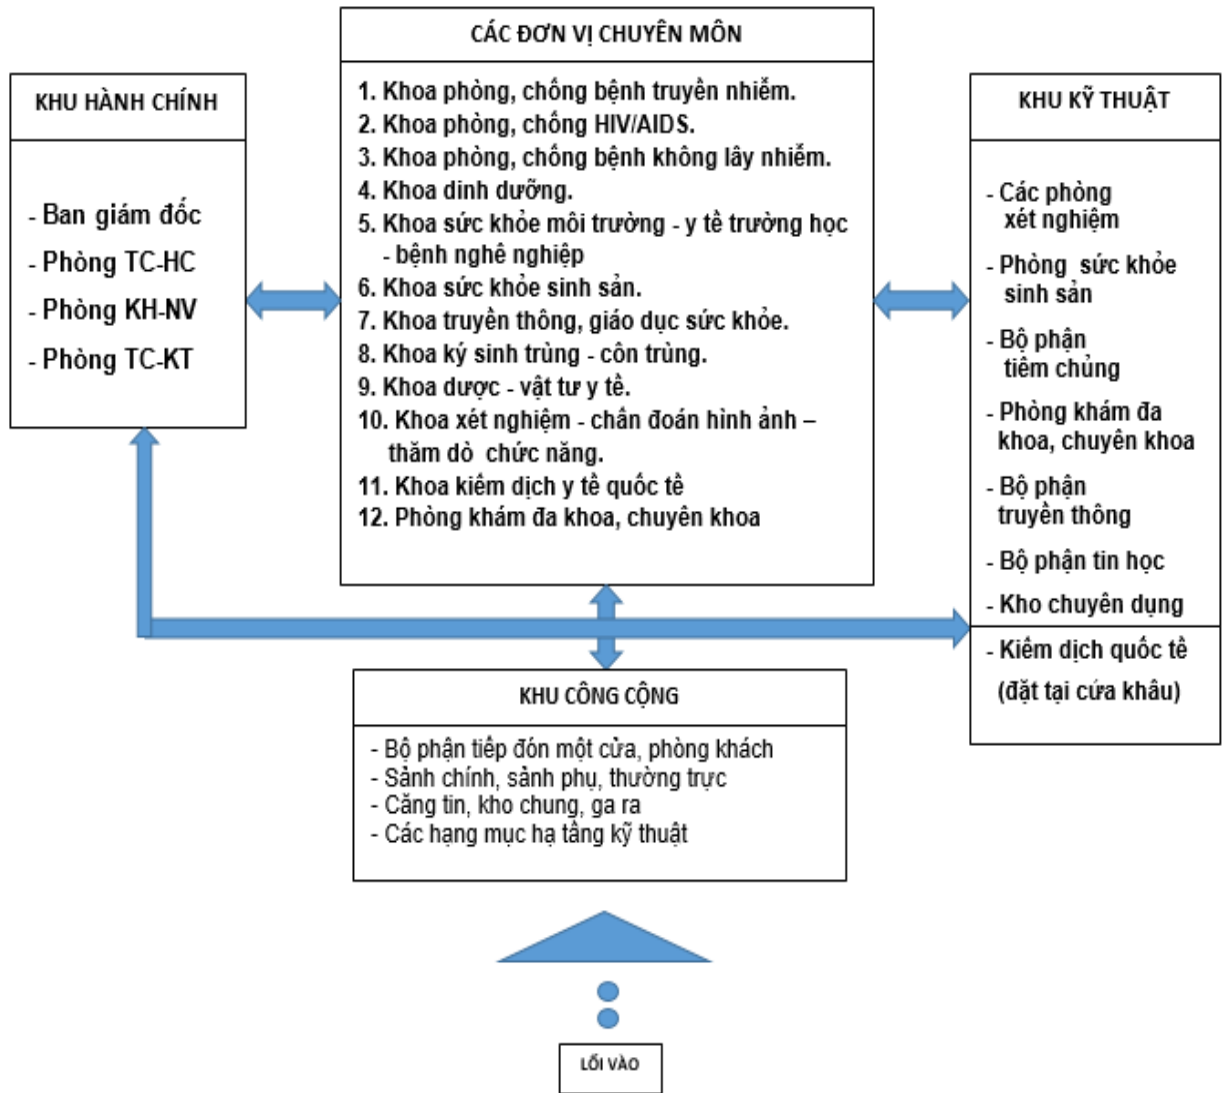 CÁC ĐƠN VỊ CHUYÊN MÔN
1. Khoa phòng, chống bệnh truyền nhiễm.
2. Khoa phòng, chống HIV/AIDS.
3. Khoa phòng, chống bệnh không lây nhiễm.
4. Khoa dinh dưỡng.
5. Khoa sức khỏe môi trường - y tế trường học
- bệnh nghê nghiệp
6. Khoa sức khỏe sinh sản.
7. Khoa truyền thông, giáo dục sức khỏe.
8. Khoa ký sinh trùng - côn trùng.
9. Khoa dược - vật tư y tế.
10. Khoa xét nghiệm - chẩn đoán hình ảnh –
thăm dò chức năng.
11. Khoa kiểm dịch y tế quốc tế
12. Phòng khám đa khoa, chuyên khoa
KHU HÀNH CHÍNH
- Ban giám đốc
- Phòng TC-HC
- Phòng KH-NV
- Phòng TC-KT
KHU KỸ THUẬT
- Các phòng
xét nghiệm
- Phòng sức khỏe
sinh sản
- Bộ phận
tiêm chủng
- Phòng khám đa
khoa, chuyên khoa
- Bộ phận
truyền thông
- Bộ phận tin học
- Kho chuyên dụng
- Kiểm dịch quốc tế
(đặt tại cửa khẩu)
KHU CÔNG CỘNG
- Bộ phận tiếp đón một cửa, phòng khách
- Sảnh chính, sảnh phụ, thường trực
- Căng tin, kho chung, ga ra
- Các hạng mục hạ tầng kỹ thuật
LỐI VÀO